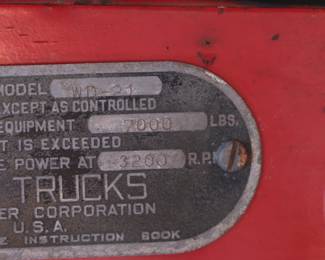 MODEL WD-21
EXCEPT AS CONTROLLED
EQUIPMENT 7000 LBS.
T IS EXCEEDED
E POWER AT 3200 R.P.M
TRUCKS
ER CORPORATION
U.S.A.
E INSTRUCTION BOOK